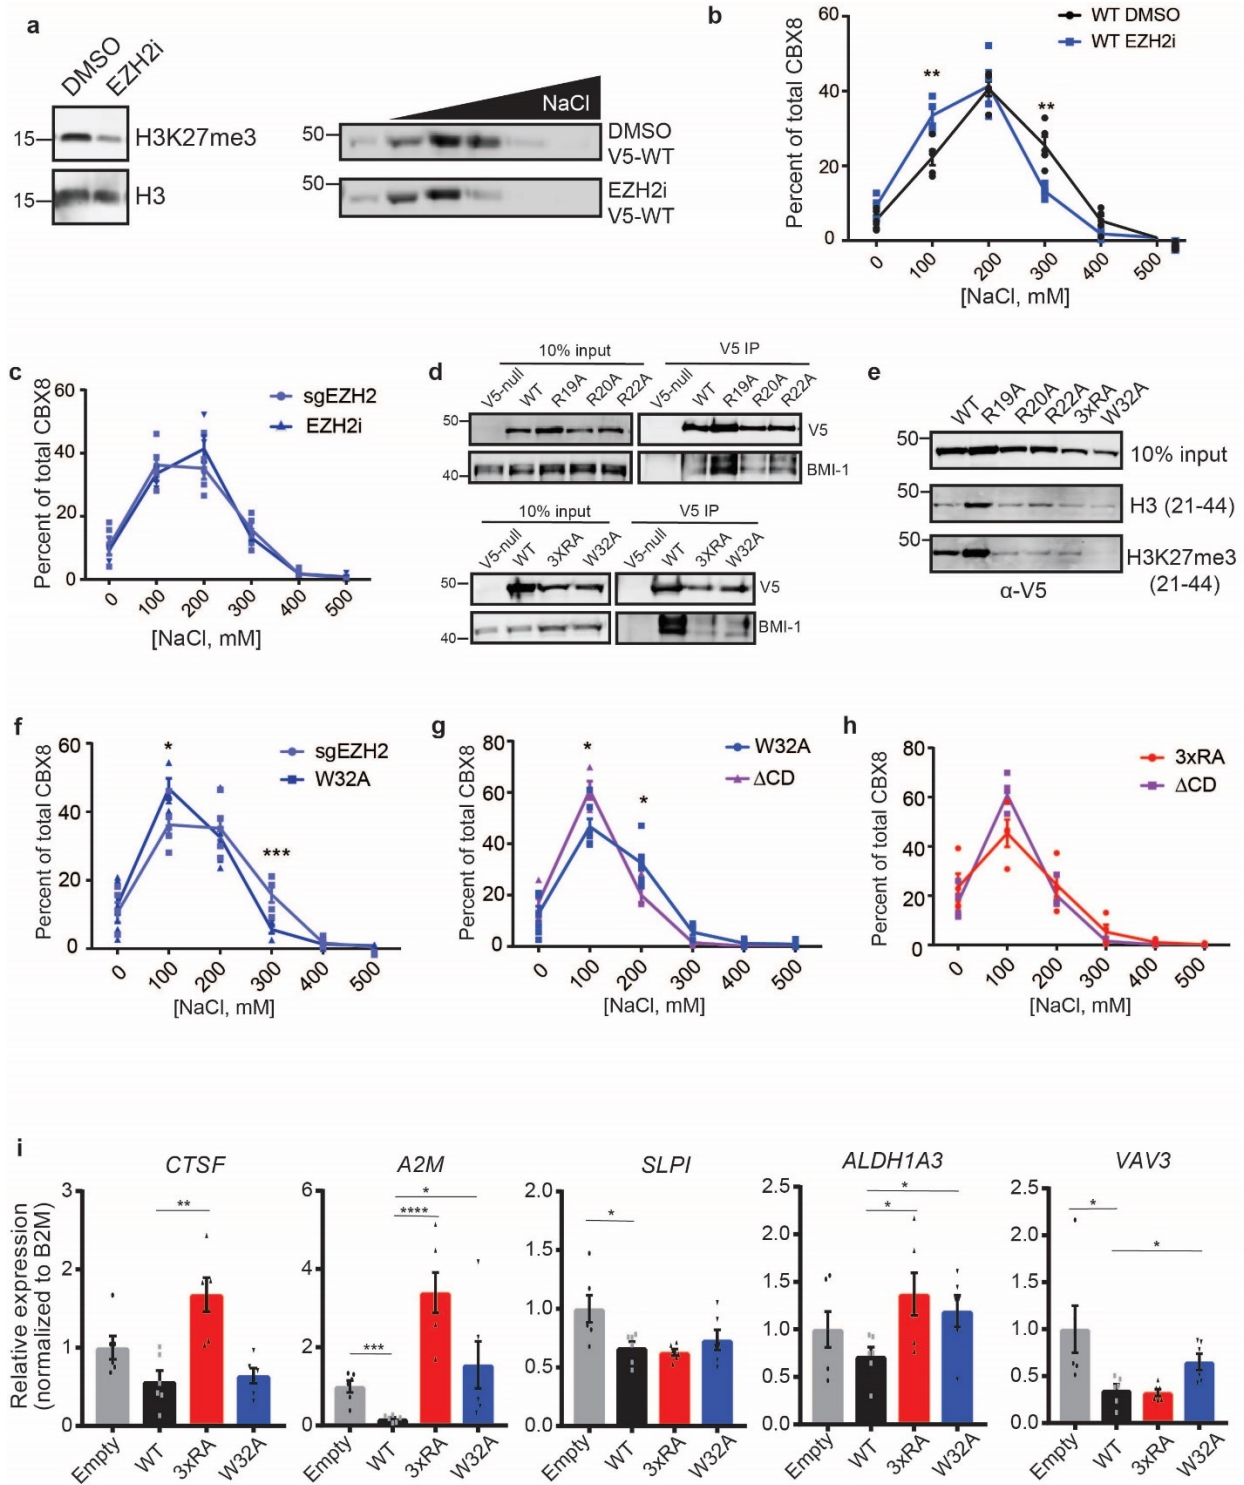 a
DMSO
EZH2i
15
H3K27me3
15
H3
NaCl
50
DMSO
V5-WT
50
EZH2i
V5-WT
b
WT DMSO
WT EZH2i
**
**
Percent of total CBX8
60
40
20
0
0 100 200 300 400 500
[NaCl, mM]
c
sgEZH2
EZH2i
Percent of total CBX8
60
40
20
0
0 100 200 300 400 500
[NaCl, mM]
d
10% input V5 IP
V5-null WT R19A R20A R22A V5-null WT R19A R20A R22A
50
V5
40
BMI-1
10% input V5 IP
V5-null WT 3XRA W32A V5-null WT 3XRA W32A
50
V5
40
BMI-1
e
WT R19A R20A R22A 3xRA W32A
50
10% input
50
H3 (21-44)
50
H3K27me3
(21-44)
α-V5
f
sgEZH2
W32A
*
***
Percent of total CBX8
60
40
20
0
0 100 200 300 400 500
[NaCl, mM]
g
W32A
ΔCD
*
*
Percent of total CBX8
80
60
40
20
0
0 100 200 300 400 500
[NaCl, mM]
h
3xRA
ΔCD
Percent of total CBX8
80
60
40
20
0
0 100 200 300 400 500
[NaCl, mM]
i
Relative expression
(normalized to B2M)
CTSF
**
3
2
1
0
Empty WT 3xRA W32A
A2M
*
****
***
6
4
2
0
Empty WT 3xRA W32A
SLPI
*
2.0
1.5
1.0
0.5
0.0
Empty WT 3xRA W32A
ALDH1A3
*
*
2.5
2.0
1.5
1.0
0.5
0.0
Empty WT 3xRA W32A
VAV3
*
*
2.5
2.0
1.5
1.0
0.5
0.0
Empty WT 3xRA W32A